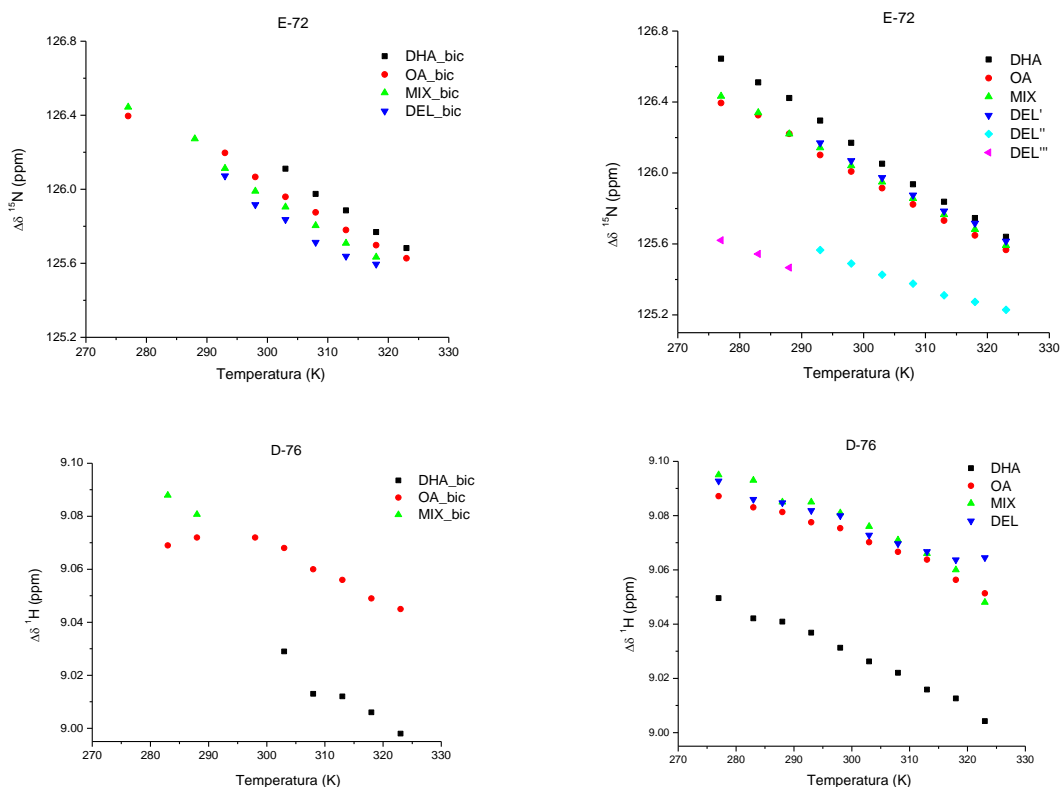 E-72
126.8
126.4
126.0
125.6
125.2
Δδ ¹⁵N (ppm)
DHA_bic
OA_bic
MIX_bic
DEL_bic
270 280 290 300 310 320 330
Temperatura (K)
E-72
126.8
126.4
126.0
125.6
125.2
Δδ ¹⁵N (ppm)
DHA
OA
MIX
DEL'
DEL''
DEL'''
270 280 290 300 310 320 330
Temperatura (K)
D-76
9.10
9.08
9.06
9.04
9.02
9.00
Δδ ¹H (ppm)
DHA_bic
OA_bic
MIX_bic
270 280 290 300 310 320 330
Temperatura (K)
D-76
9.10
9.08
9.06
9.04
9.02
9.00
Δδ ¹H (ppm)
DHA
OA
MIX
DEL
270 280 290 300 310 320 330
Temperatura (K)